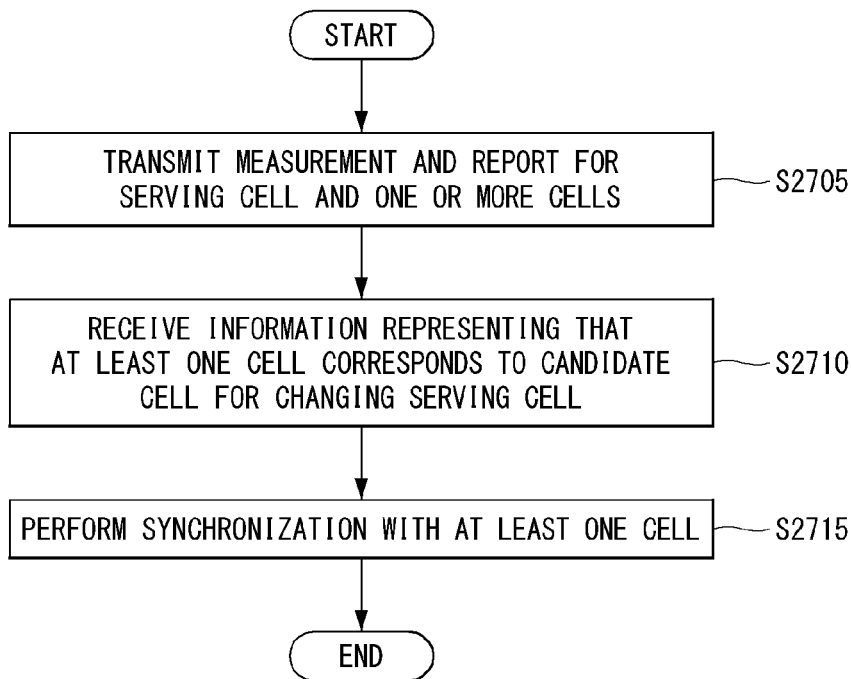 START
TRANSMIT MEASUREMENT AND REPORT FOR
SERVING CELL AND ONE OR MORE CELLS
S2705
RECEIVE INFORMATION REPRESENTING THAT
AT LEAST ONE CELL CORRESPONDS TO CANDIDATE
CELL FOR CHANGING SERVING CELL
S2710
PERFORM SYNCHRONIZATION WITH AT LEAST ONE CELL
S2715
END